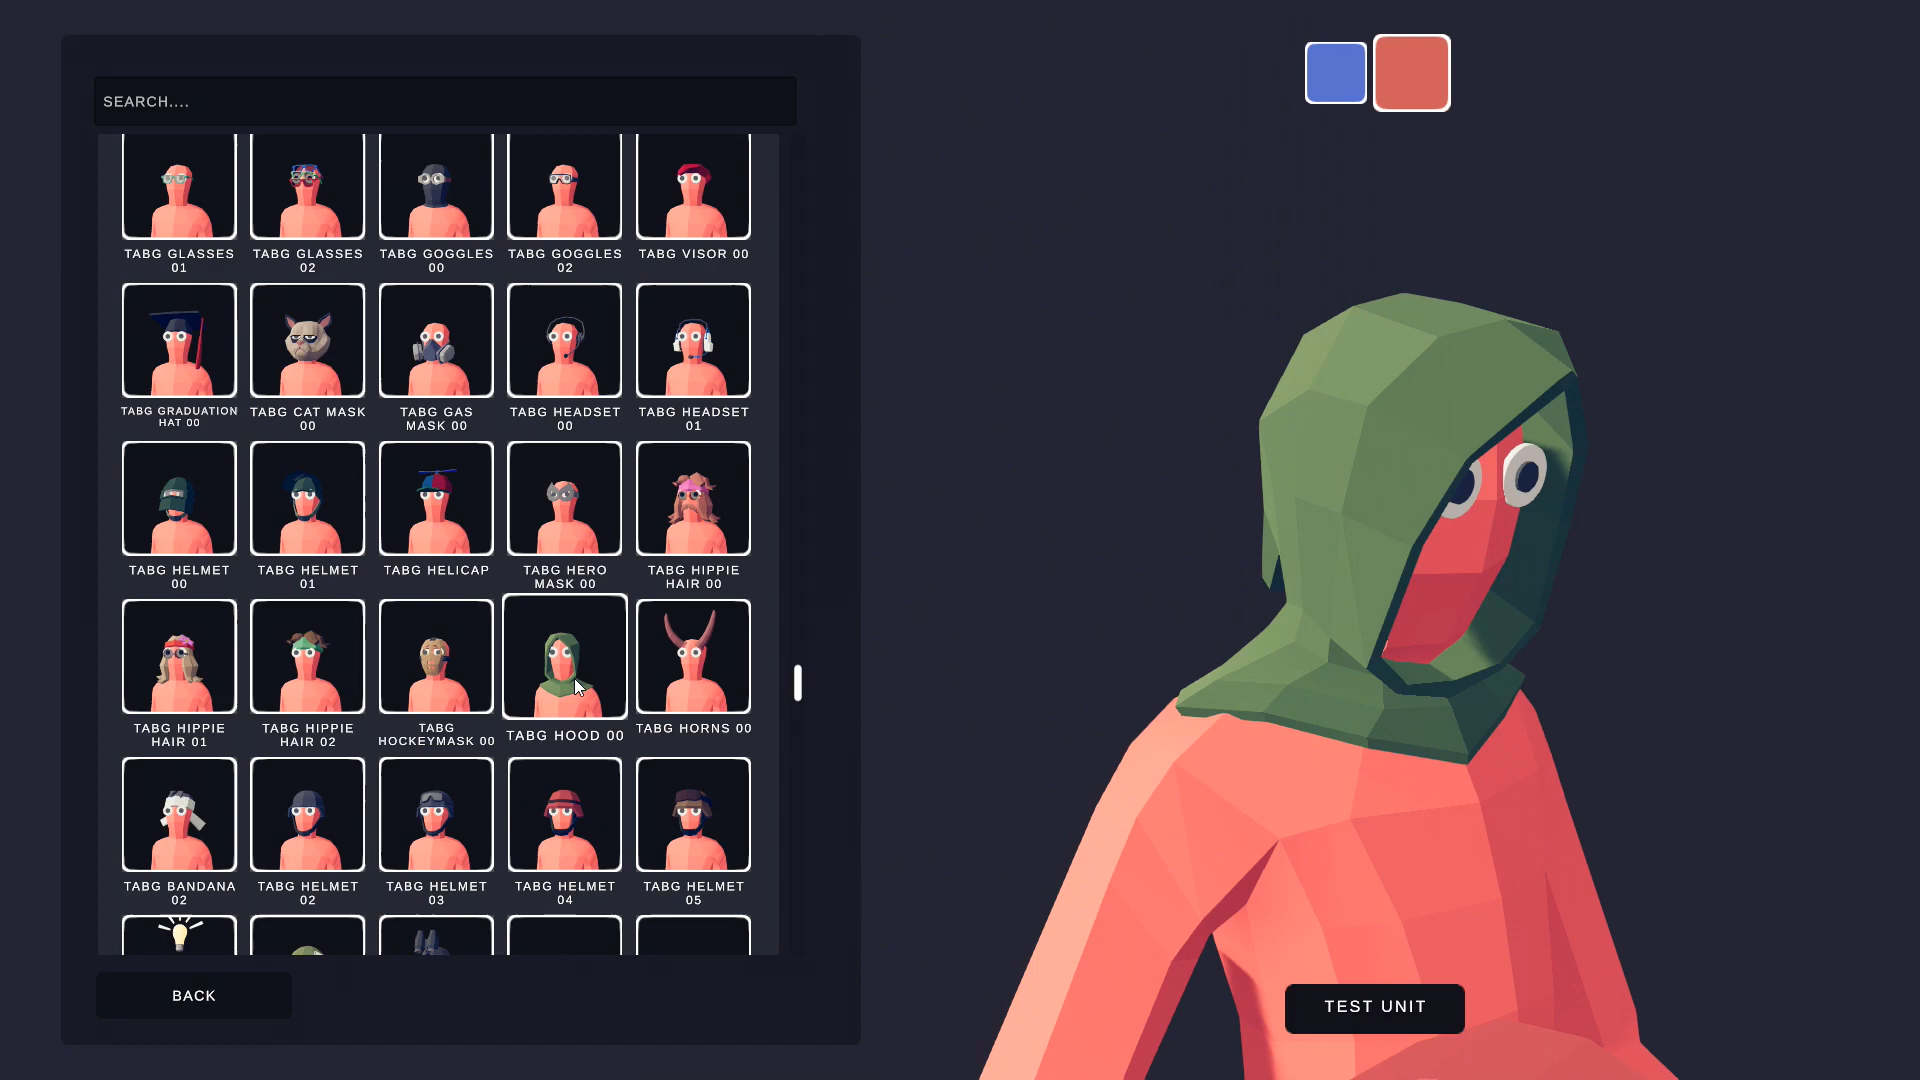 SEARCH....
TABG GLASSES
01
TABG GLASSES
02
TABG GOGGLES
00
TABG GOGGLES
02
TABG VISOR 00
TABG GRADUATION
HAT 00
TABG CAT MASK
00
TABG GAS
MASK 00
TABG HEADSET
00
TABG HEADSET
01
TABG HELMET
00
TABG HELMET
01
TABG HELICAP
TABG HERO
MASK 00
TABG HIPPIE
HAIR 00
TABG HIPPIE
HAIR 01
TABG HIPPIE
HAIR 02
TABG
HOCKEYMASK 00
TABG HOOD 00
TABG HORNS 00
TABG BANDANA
02
TABG HELMET
02
TABG HELMET
03
TABG HELMET
04
TABG HELMET
05
BACK
TEST UNIT